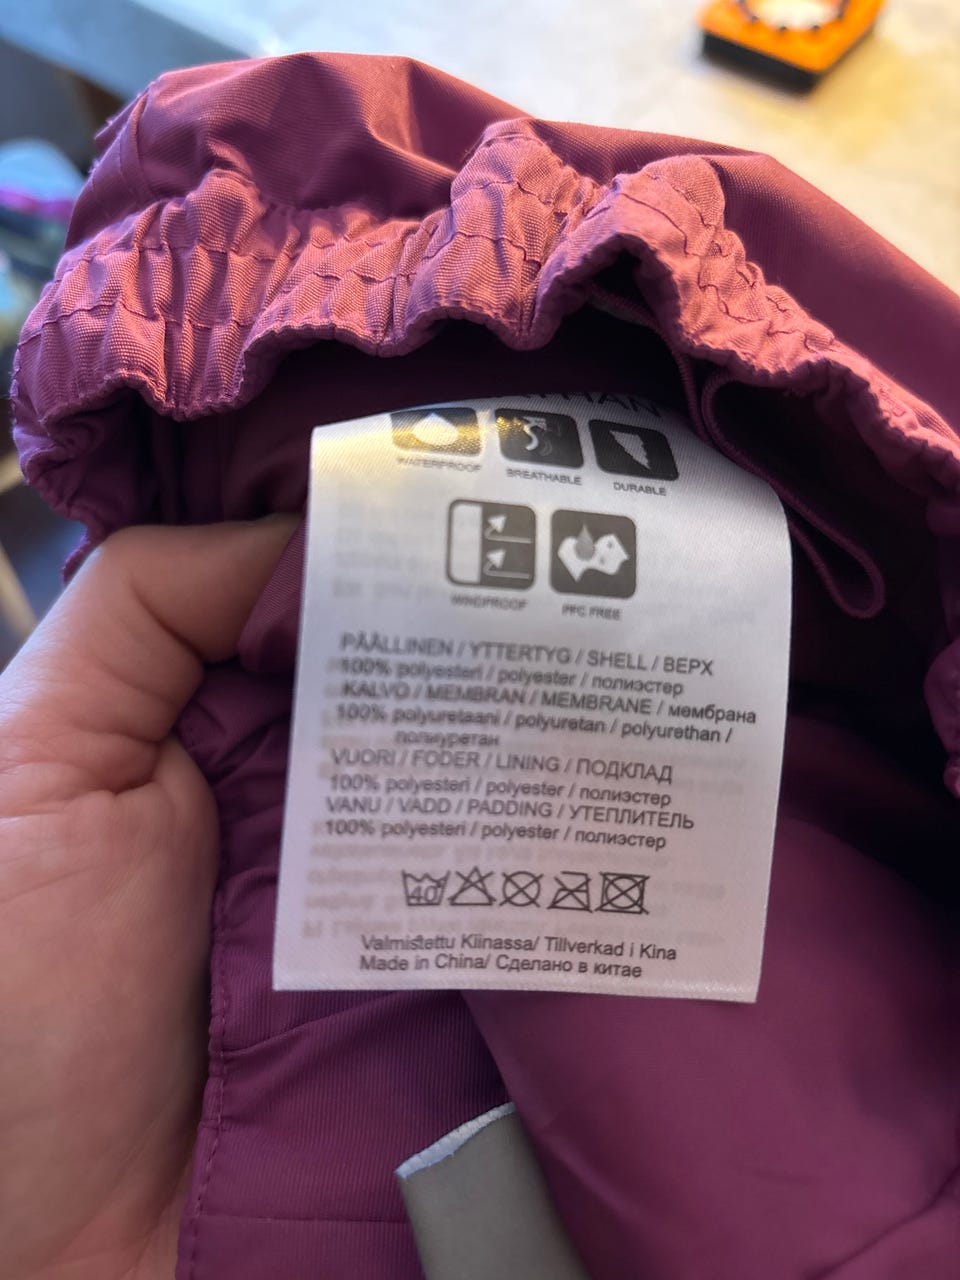 WATERPROOF
BREATHABLE
DURABLE
WINDPROOF
PFC FREE
PÄÄLLINEN / YTTERTYG / SHELL / ВЕРХ
100% polyesteri / polyester / полиэстер
KALVO / MEMBRAN / MEMBRANE / мембрана
100% polyuretaani / polyuretan / polyurethan /
полиуретан
VUORI / FODER / LINING / ПОДКЛАД
100% polyesteri / polyester / полиэстер
VANU / VADD / PADDING / УТЕПЛИТЕЛЬ
100% polyesteri / polyester / полиэстер
40
Valmistettu Kiinassa/ Tillverkad i Kina
Made in China/ Сделано в китае